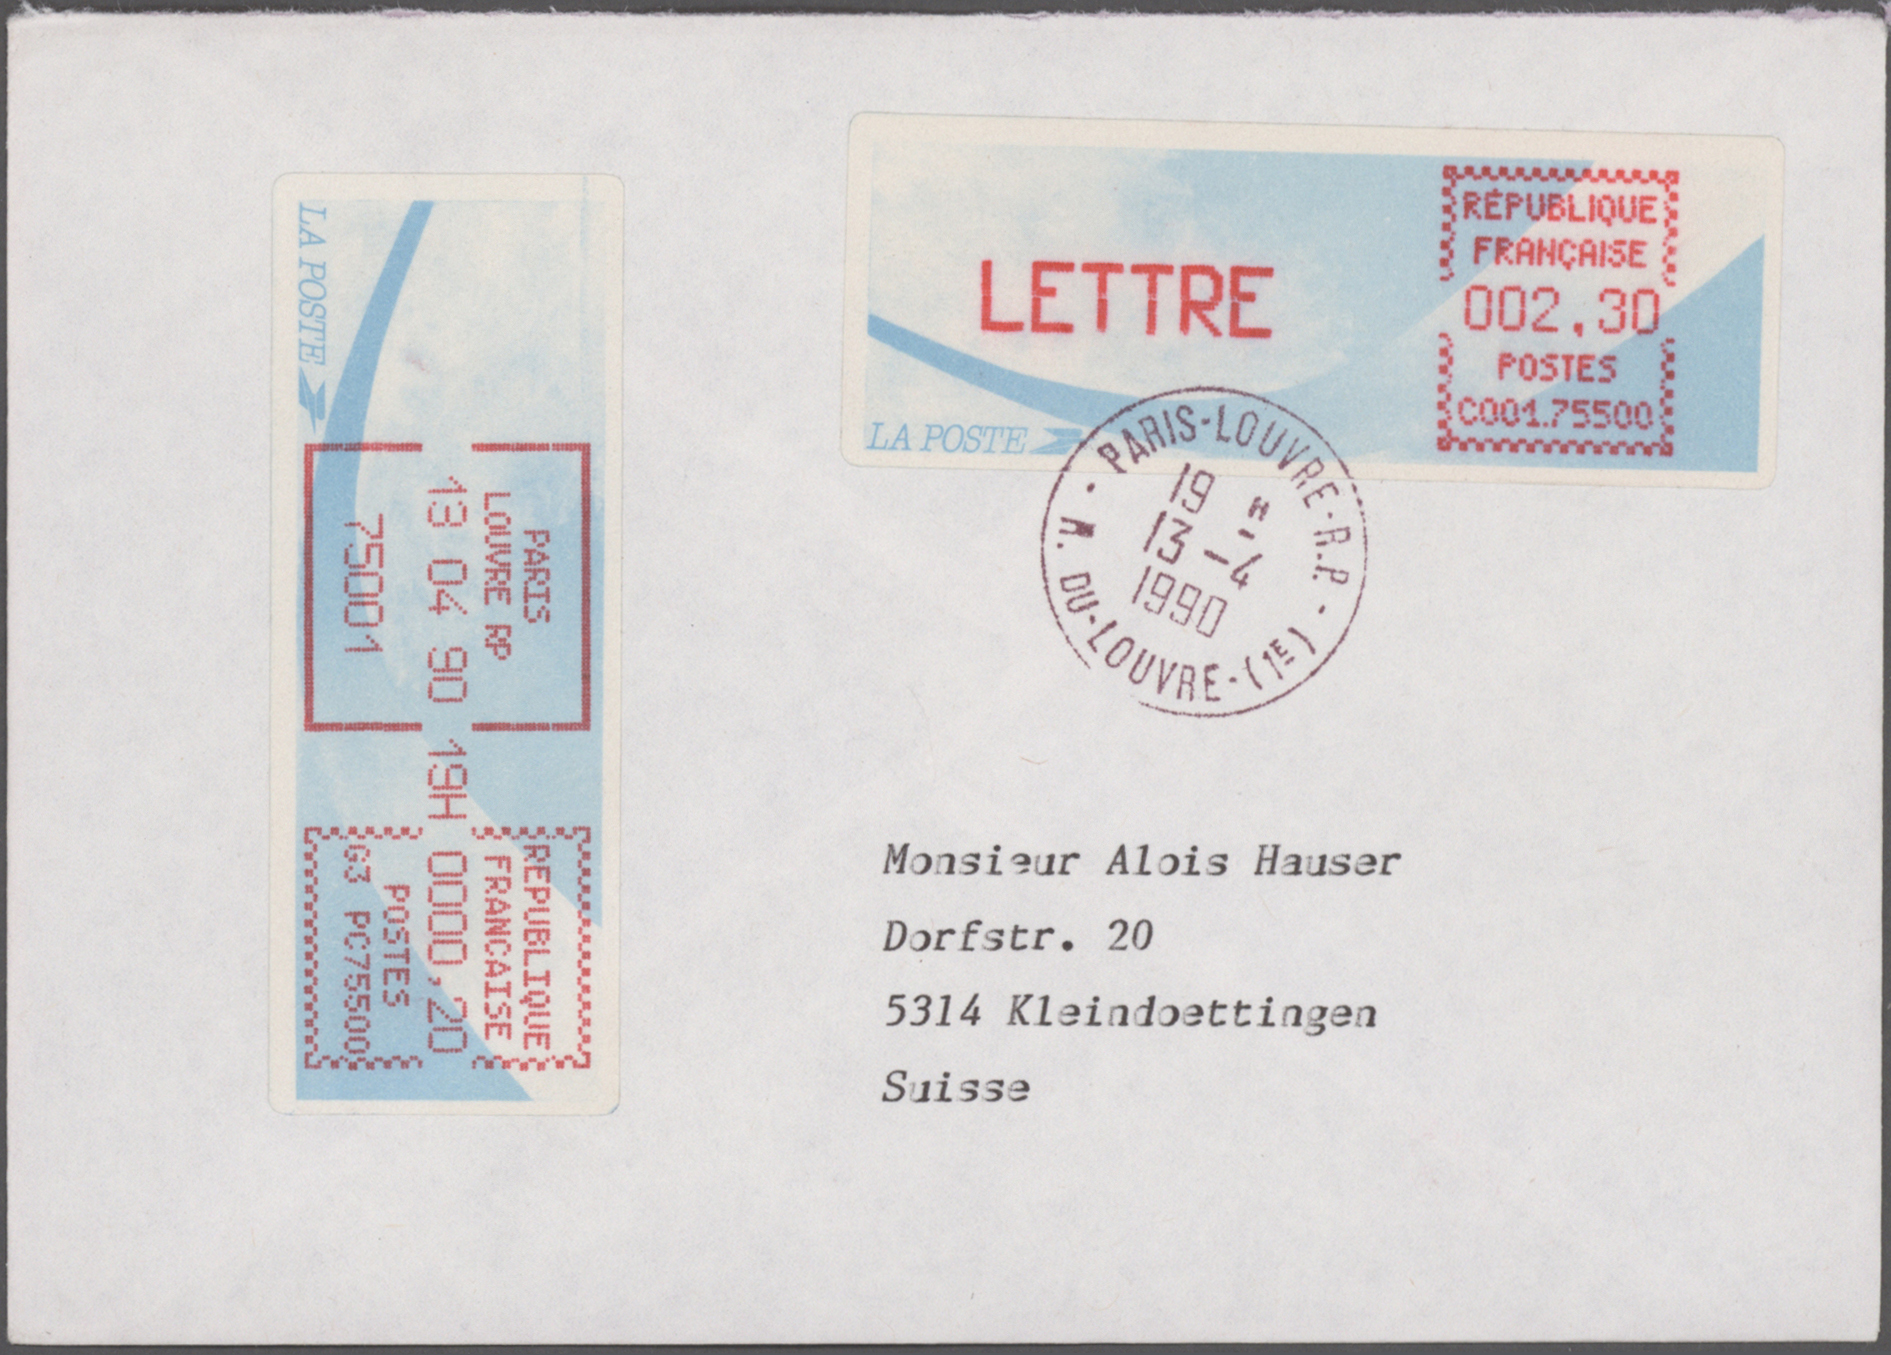 LA POSTE
PARIS
LOUVRE RP
13 04 90 19H
75001
REPUBLIQUE
FRANCAISE
0000,20
POSTES
G3 PC75500
LETTRE
RÉPUBLIQUE
FRANÇAISE
002,30
POSTES
C001.75500
LA POSTE
PARIS-LOUVRE-R.P.
19 H
13-4
1990
R. DU-LOUVRE-(1E)
Monsieur Alois Hauser
Dorfstr. 20
5314 Kleindoettingen
Suisse